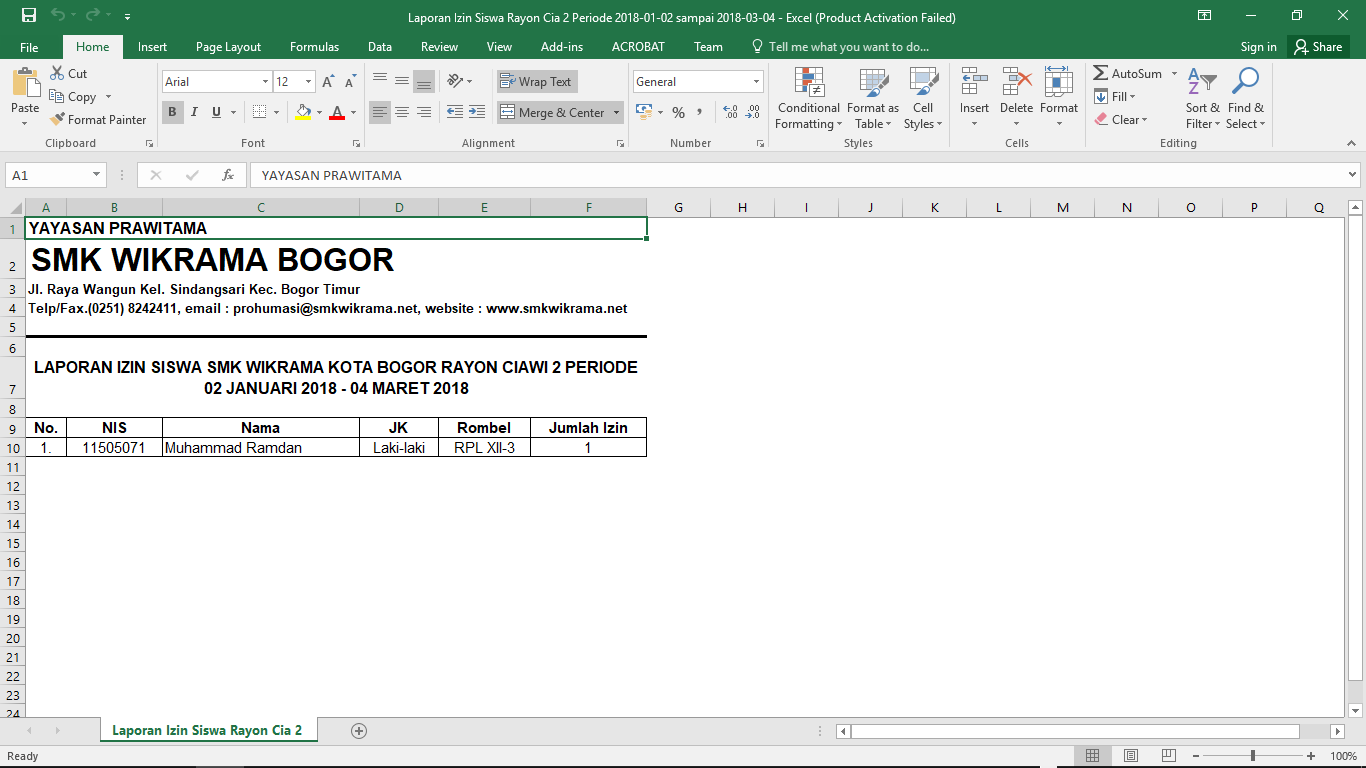 Laporan Izin Siswa Rayon Cia 2 Periode 2018-01-02 sampai 2018-03-04 - Excel (Product Activation Failed)
File Home Insert Page Layout Formulas Data Review View Add-ins ACROBAT Team Tell me what you want to do... Sign in Share
Paste
Cut
Copy
Format Painter
Clipboard
Arial 12
B I U
Font
Wrap Text
Merge & Center
Alignment
General
%
Number
Conditional Formatting
Format as Table
Cell Styles
Styles
Insert Delete Format
Cells
AutoSum
Fill
Clear
Sort & Filter
Find & Select
Editing
A1 fx YAYASAN PRAWITAMA
A B C D E F G H I J K L M N O P Q
1 YAYASAN PRAWITAMA
2 SMK WIKRAMA BOGOR
3 Jl. Raya Wangun Kel. Sindangsari Kec. Bogor Timur
4 Telp/Fax.(0251) 8242411, email : prohumasi@smkwikrama.net, website : www.smkwikrama.net
5
6
LAPORAN IZIN SISWA SMK WIKRAMA KOTA BOGOR RAYON CIAWI 2 PERIODE
7 02 JANUARI 2018 - 04 MARET 2018
8
9 No. NIS Nama JK Rombel Jumlah Izin
10 1. 11505071 Muhammad Ramdan Laki-laki RPL XII-3 1
11
12
13
14
15
16
17
18
19
20
21
22
23
24
Laporan Izin Siswa Rayon Cia 2
Ready 100%